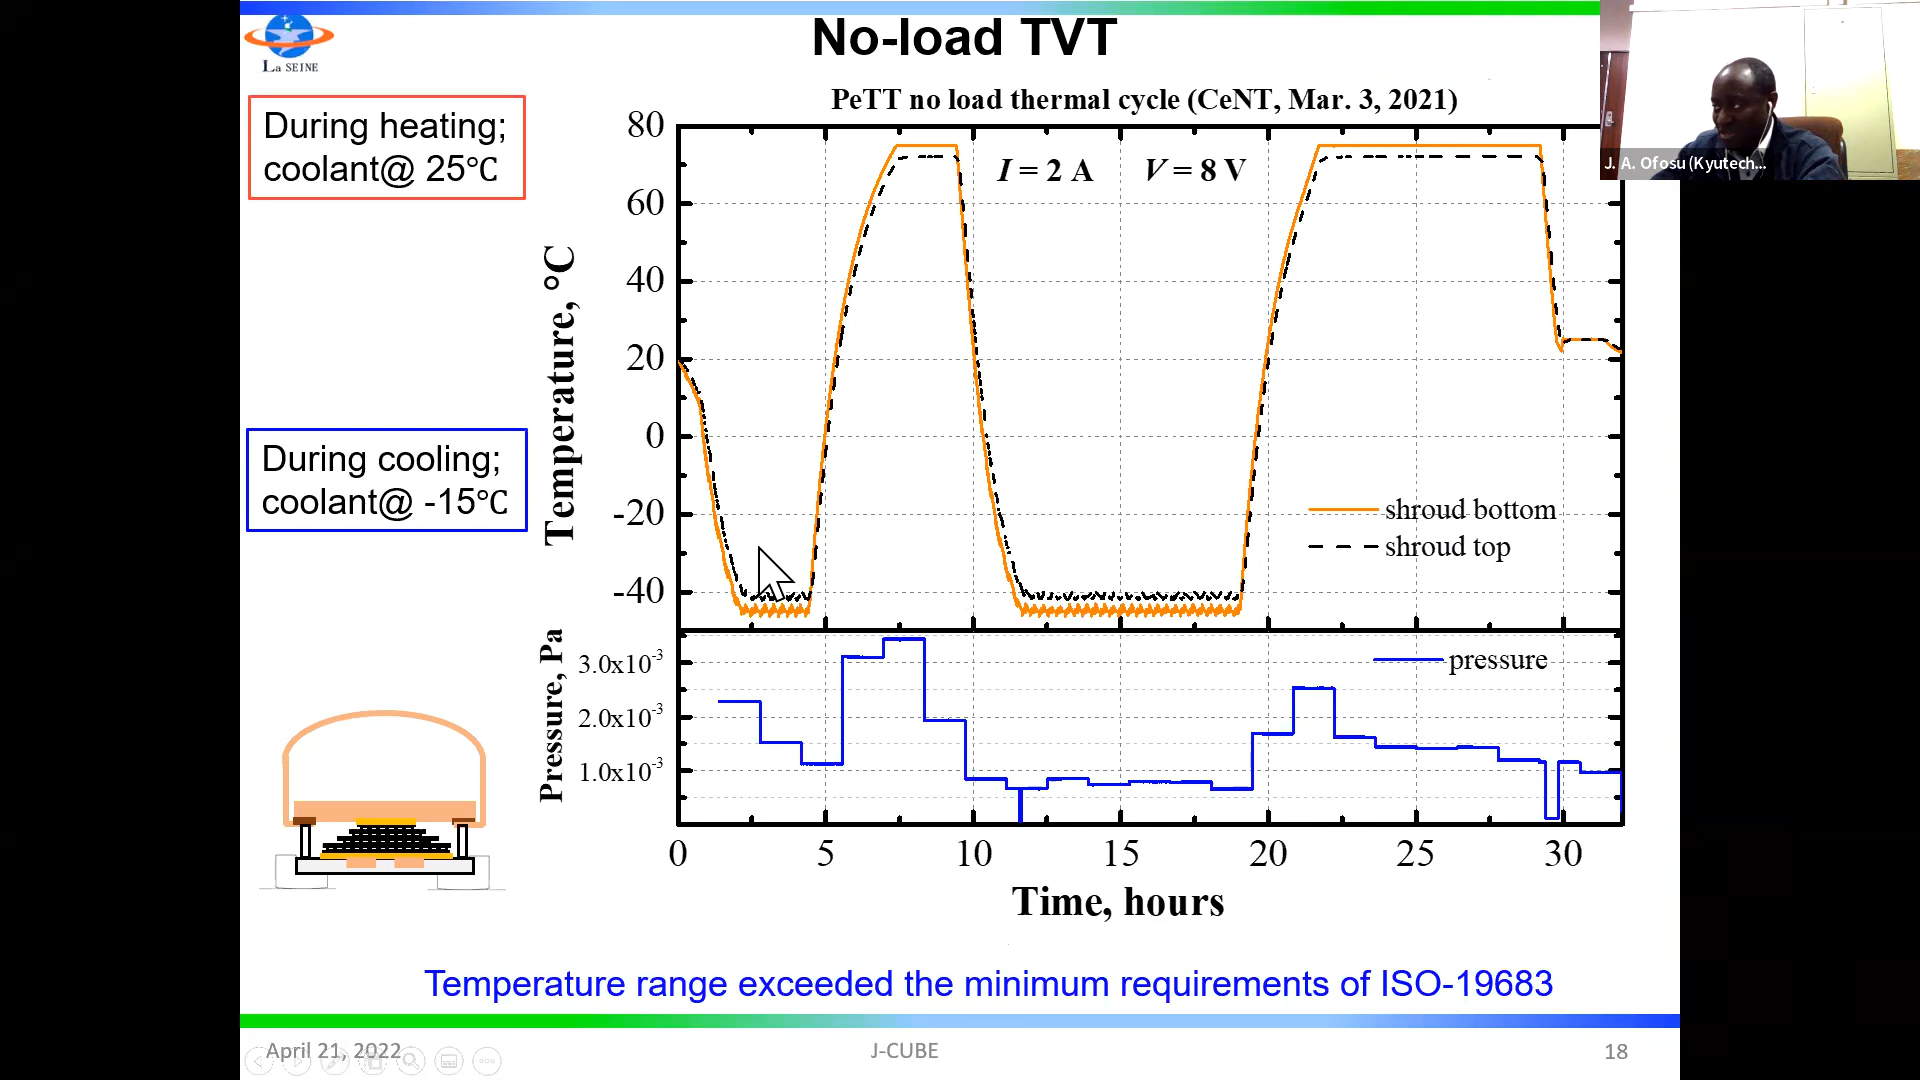 No-load TVT
La SEINE
During heating;
coolant@ 25℃
During cooling;
coolant@ -15℃
PeTT no load thermal cycle (CeNT, Mar. 3, 2021)
I = 2 A V = 8 V
Temperature, °C
80
60
40
20
0
-20
-40
shroud bottom
shroud top
Pressure, Pa
3.0x10⁻³
2.0x10⁻³
1.0x10⁻³
pressure
0 5 10 15 20 25 30
Time, hours
Temperature range exceeded the minimum requirements of ISO-19683
April 21, 2022
J-CUBE
18
J. A. Ofosu (Kyutech...